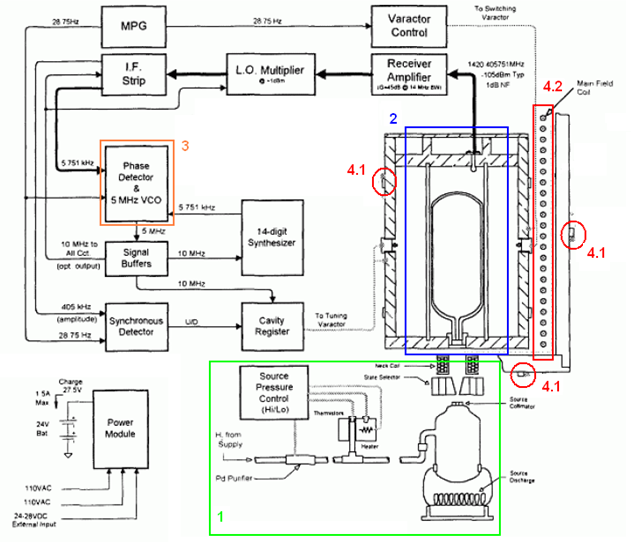 To Switching
Varactor
28 75Hz
MPG
28 75 Hz
Varactor
Control
I.F.
Strip
L.O. Multiplier
@ -1dBm
Receiver
Amplifier
(G=45dB @ 14 MHz BW)
1420 405751MHz
-105dBm Typ
1dB NF
4.2
Main Field
Coil
2
3
4.1
5 751 kHz
Phase
Detector
&
5 MHz VCO
5 751 kHz
5 MHz
14-digit
Synthesizer
4.1
10 MHz to
All Cct.
(opt. output)
Signal
Buffers
10 MHz
10 MHz
405 kHz
(amplitude)
Synchronous
Detector
U/D
Cavity
Register
To Tuning
Varactor
28 75 Hz
Neck Coil
State Selector
4.1
Source
Pressure
Control
(Hi/Lo)
Thermistors
Heater
Source
Collimator
Charge
27.5V
1 5A
Max
24V
Bat
Power
Module
H. from
Supply
Pd Purifier
Source
Discharge
110VAC
110VAC
24-28VDC
External Input
1